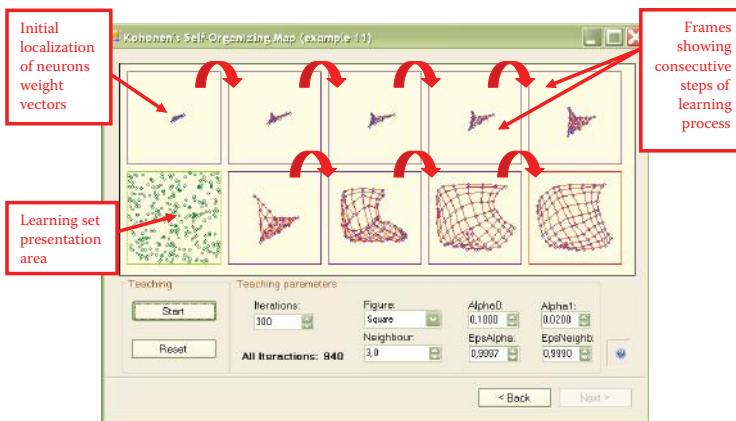 Initial
localization
of neurons
weight
vectors
Kohonen's Self-Organizing Map (example 11)
Frames
showing
consecutive
steps of
learning
process
Learning set
presentation
area
Teaching
Start
Reset
Teaching parameters
Iterations:
300
All Iteractions: 940
Figure:
Square
Neighbour:
3,0
Alpha0:
0,1000
EpsAlpha:
0,9997
Alpha1:
0,0200
EpsNeighb:
0,9990
< Back
Next >